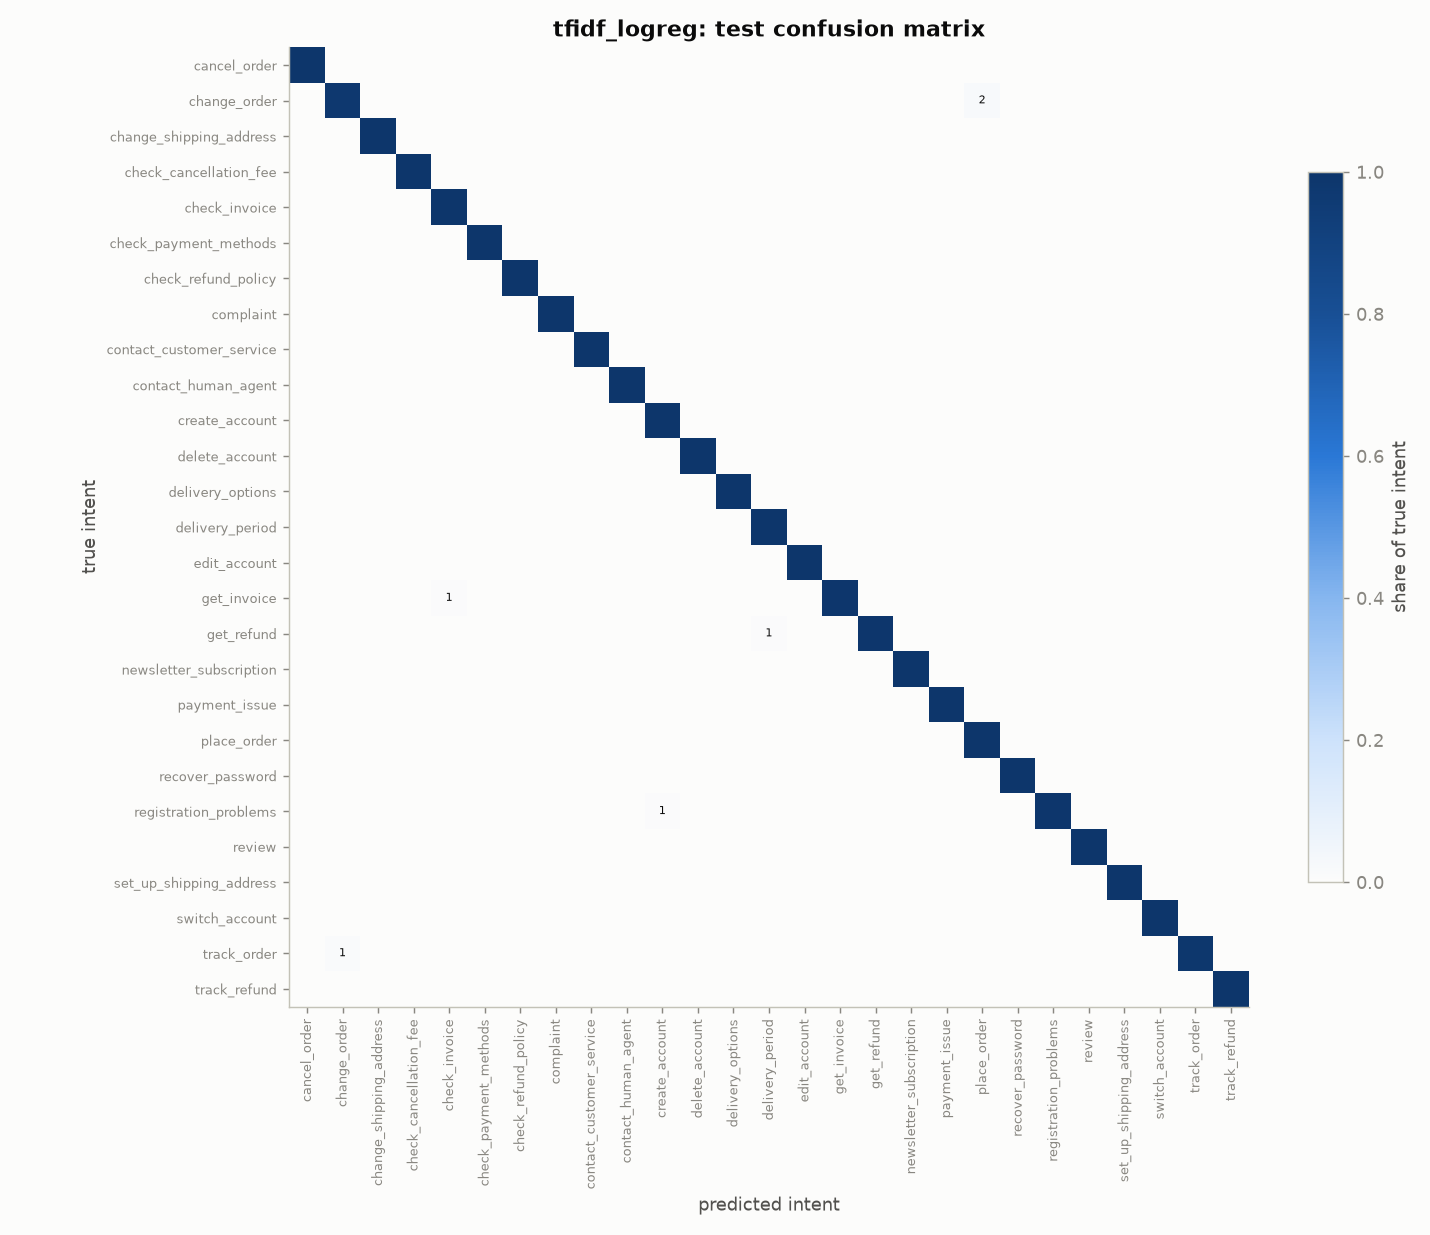 tfidf_logreg: test confusion matrix
cancel_order
change_order
2
change_shipping_address
check_cancellation_fee
check_invoice
check_payment_methods
check_refund_policy
complaint
contact_customer_service
contact_human_agent
create_account
delete_account
delivery_options
delivery_period
edit_account
get_invoice
1
get_refund
1
newsletter_subscription
payment_issue
place_order
recover_password
registration_problems
1
review
set_up_shipping_address
switch_account
track_order
1
track_refund
true intent
cancel_order
change_order
change_shipping_address
check_cancellation_fee
check_invoice
check_payment_methods
check_refund_policy
complaint
contact_customer_service
contact_human_agent
create_account
delete_account
delivery_options
delivery_period
edit_account
get_invoice
get_refund
newsletter_subscription
payment_issue
place_order
recover_password
registration_problems
review
set_up_shipping_address
switch_account
track_order
track_refund
predicted intent
1.0
0.8
0.6
0.4
0.2
0.0
share of true intent